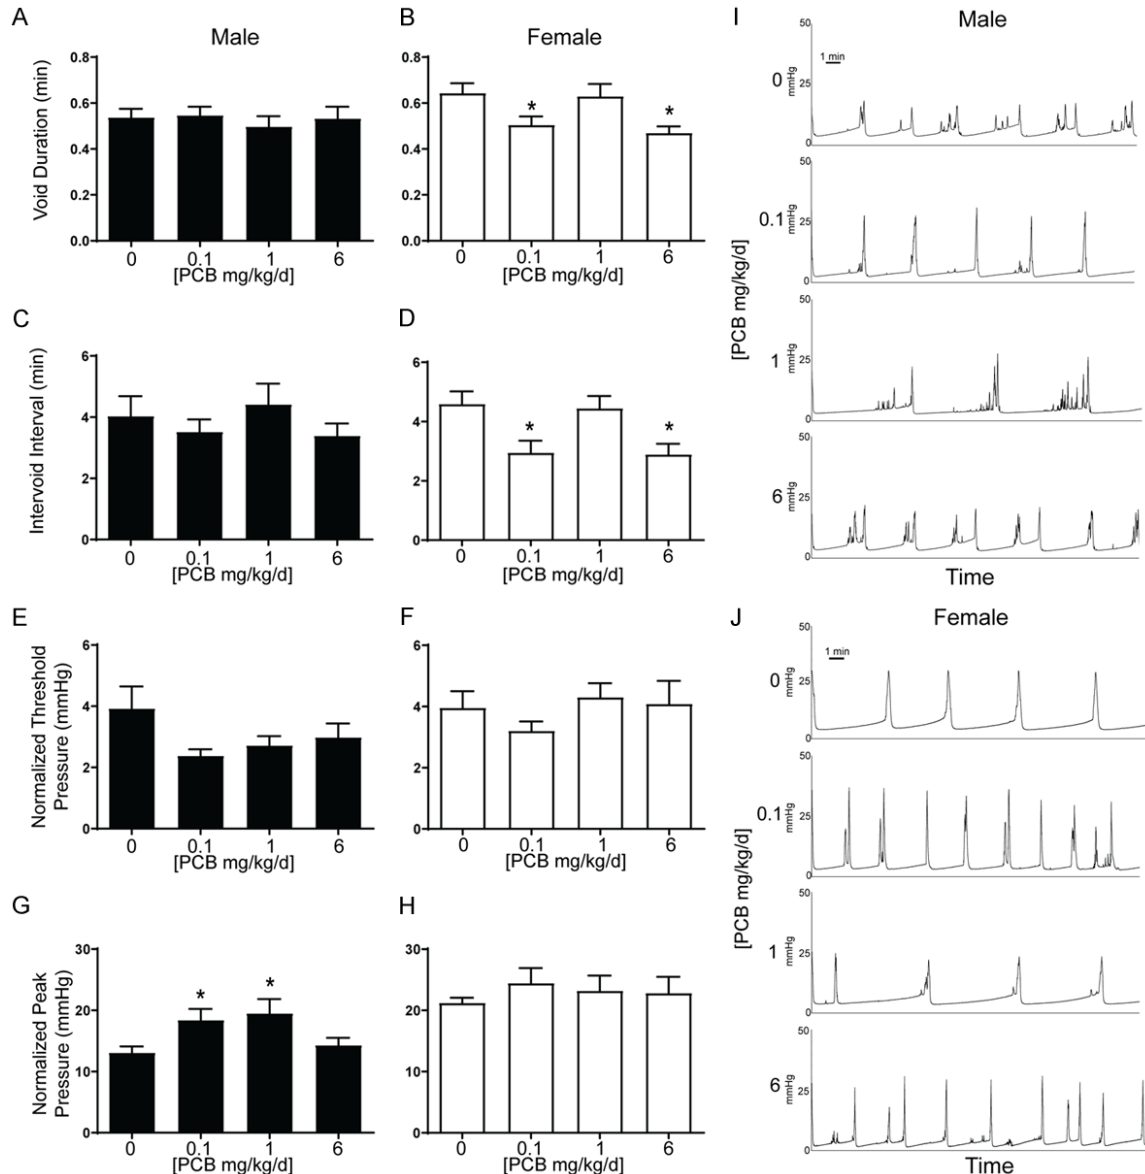 A
B
Male
Female
Void Duration (min)
0.8
0.6
0.4
0.2
0.0
0 0.1 1 6
[PCB mg/kg/d]
0.8
0.6
0.4
0.2
0.0
* *
0 0.1 1 6
[PCB mg/kg/d]
C
D
Intervoid Interval (min)
6
4
2
0
0 0.1 1 6
[PCB mg/kg/d]
6
4
2
0
* *
0 0.1 1 6
[PCB mg/kg/d]
E
F
Normalized Threshold
Pressure (mmHg)
6
4
2
0
0 0.1 1 6
[PCB mg/kg/d]
6
4
2
0
0 0.1 1 6
[PCB mg/kg/d]
G
H
Normalized Peak
Pressure (mmHg)
30
20
10
0
* *
0 0.1 1 6
[PCB mg/kg/d]
30
20
10
0
0 0.1 1 6
[PCB mg/kg/d]
I
Male
[PCB mg/kg/d]
1 min
0
mmHg
50
25
0
0.1
mmHg
50
25
0
1
mmHg
50
25
0
6
mmHg
50
25
0
Time
J
Female
[PCB mg/kg/d]
1 min
0
mmHg
50
25
0
0.1
mmHg
50
25
0
1
mmHg
50
25
0
6
mmHg
50
25
0
Time